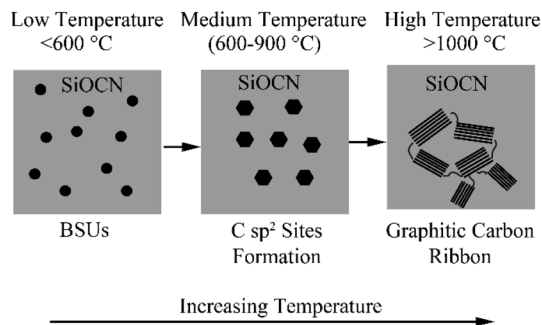 Low Temperature
<600 °C
Medium Temperature
(600-900 °C)
High Temperature
>1000 °C
SiOCN
SiOCN
SiOCN
BSUs
C sp² Sites
Formation
Graphitic Carbon
Ribbon
Increasing Temperature